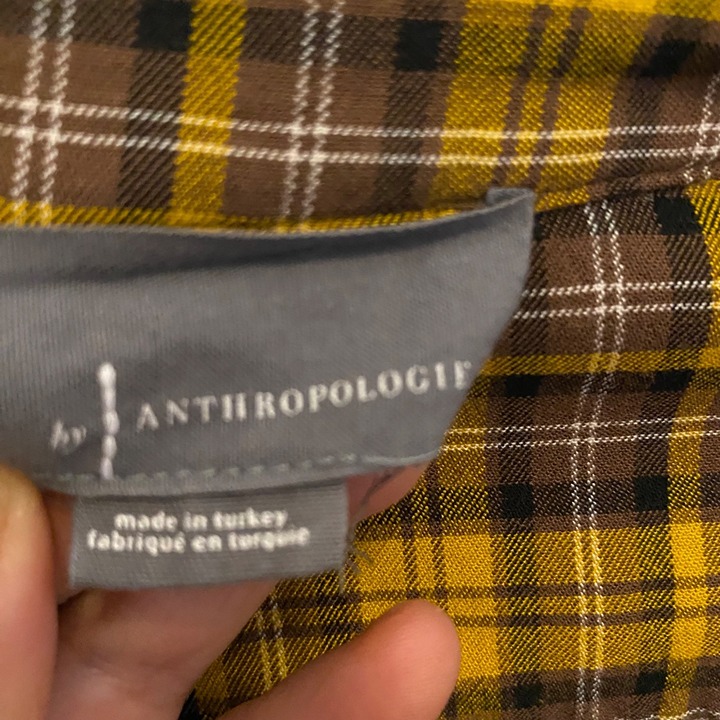 by ANTHROPOLOGIE
made in turkey
fabriqué en turquie